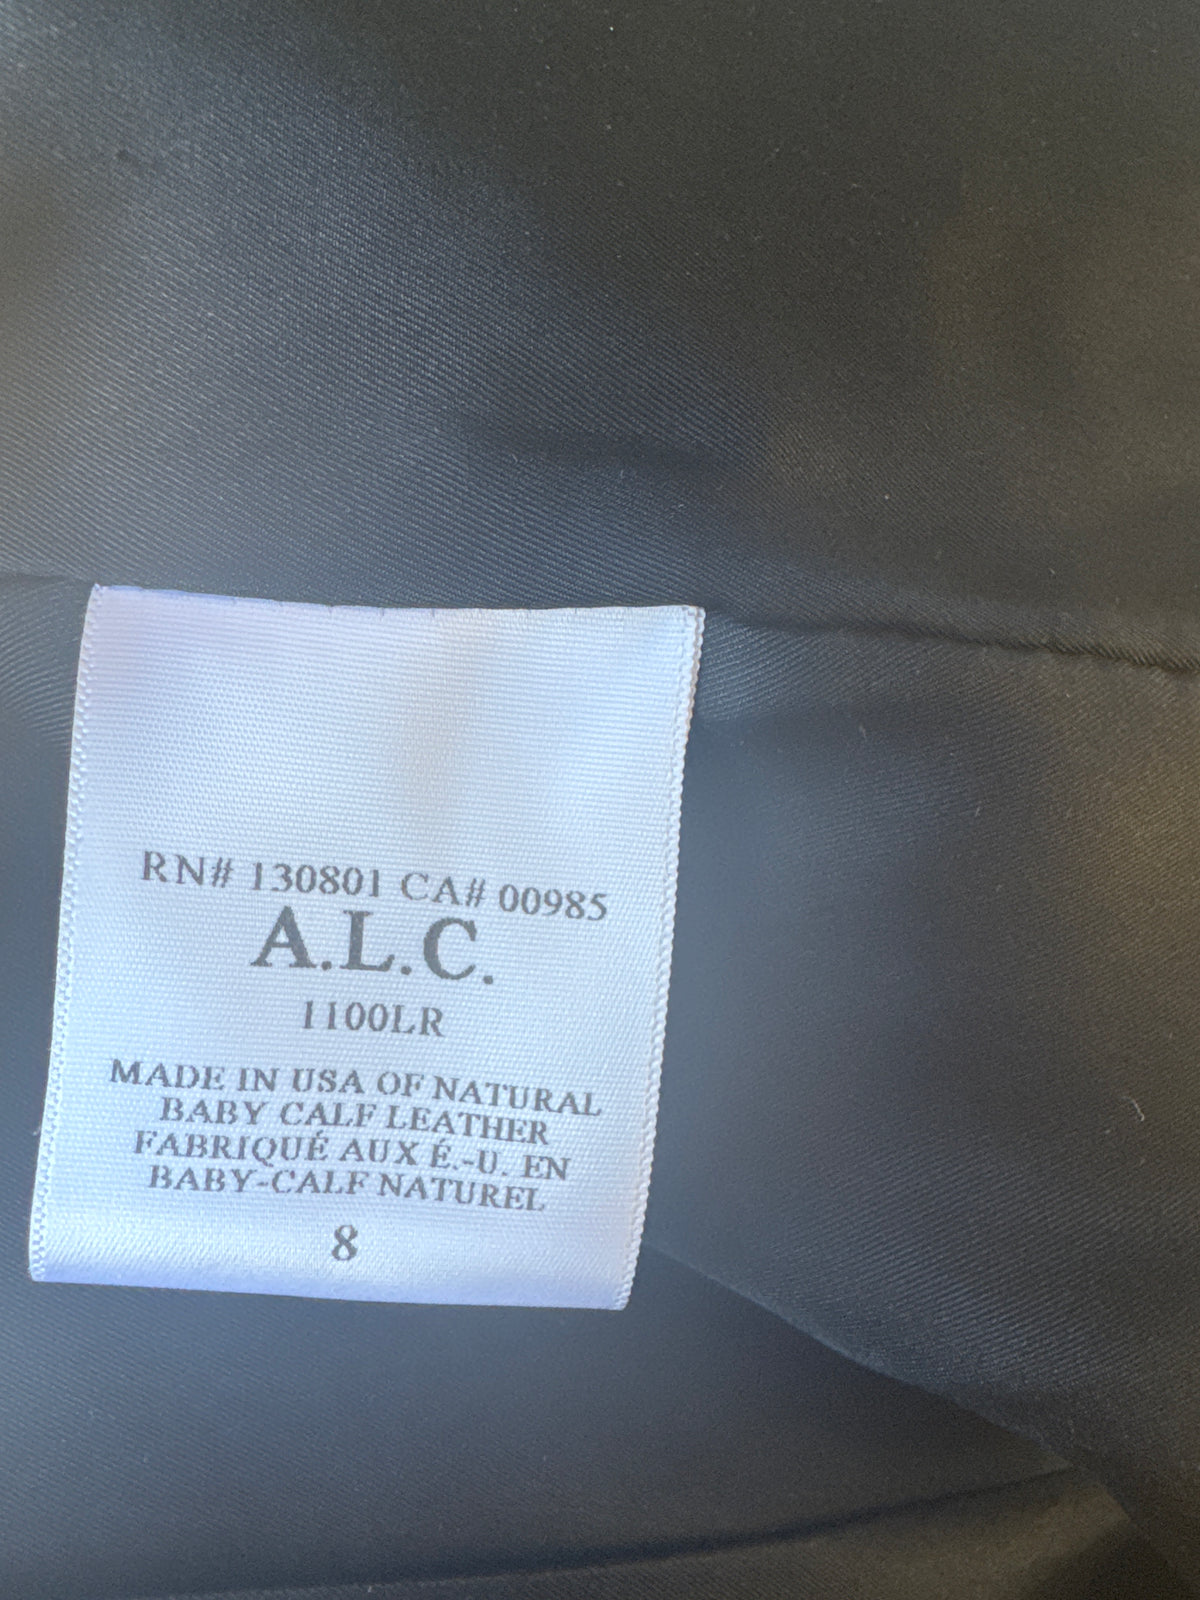 RN# 130801 CA# 00985
A.L.C.
1100LR
MADE IN USA OF NATURAL
BABY CALF LEATHER
FABRIQUÉ AUX É.-U. EN
BABY-CALF NATUREL
8